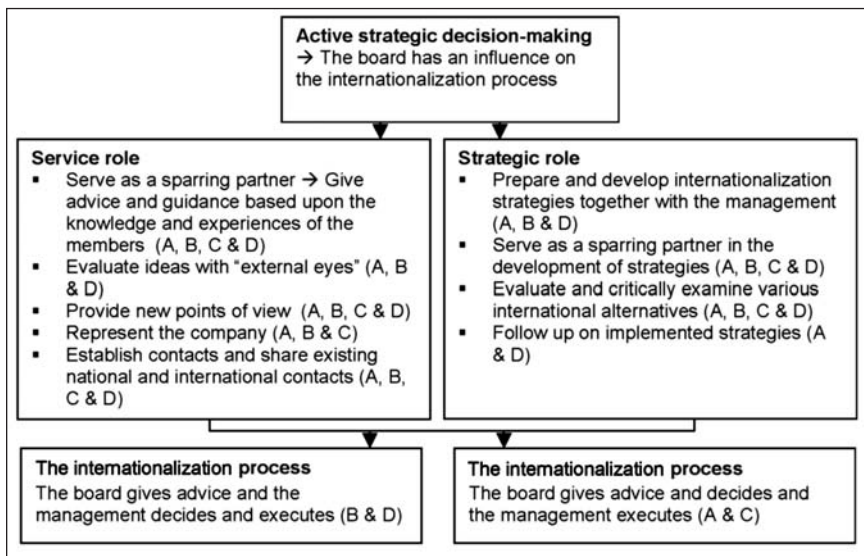 Active strategic decision-making
→ The board has an influence on
the internationalization process
Service role
▪ Serve as a sparring partner → Give
advice and guidance based upon the
knowledge and experiences of the
members (A, B, C & D)
▪ Evaluate ideas with “external eyes” (A, B
& D)
▪ Provide new points of view (A, B, C & D)
▪ Represent the company (A, B & C)
▪ Establish contacts and share existing
national and international contacts (A, B,
C & D)
Strategic role
▪ Prepare and develop internationalization
strategies together with the management
(A, B & D)
▪ Serve as a sparring partner in the
development of strategies (A, B, C & D)
▪ Evaluate and critically examine various
international alternatives (A, B, C & D)
▪ Follow up on implemented strategies (A
& D)
The internationalization process
The board gives advice and the
management decides and executes (B & D)
The internationalization process
The board gives advice and decides and
the management executes (A & C)